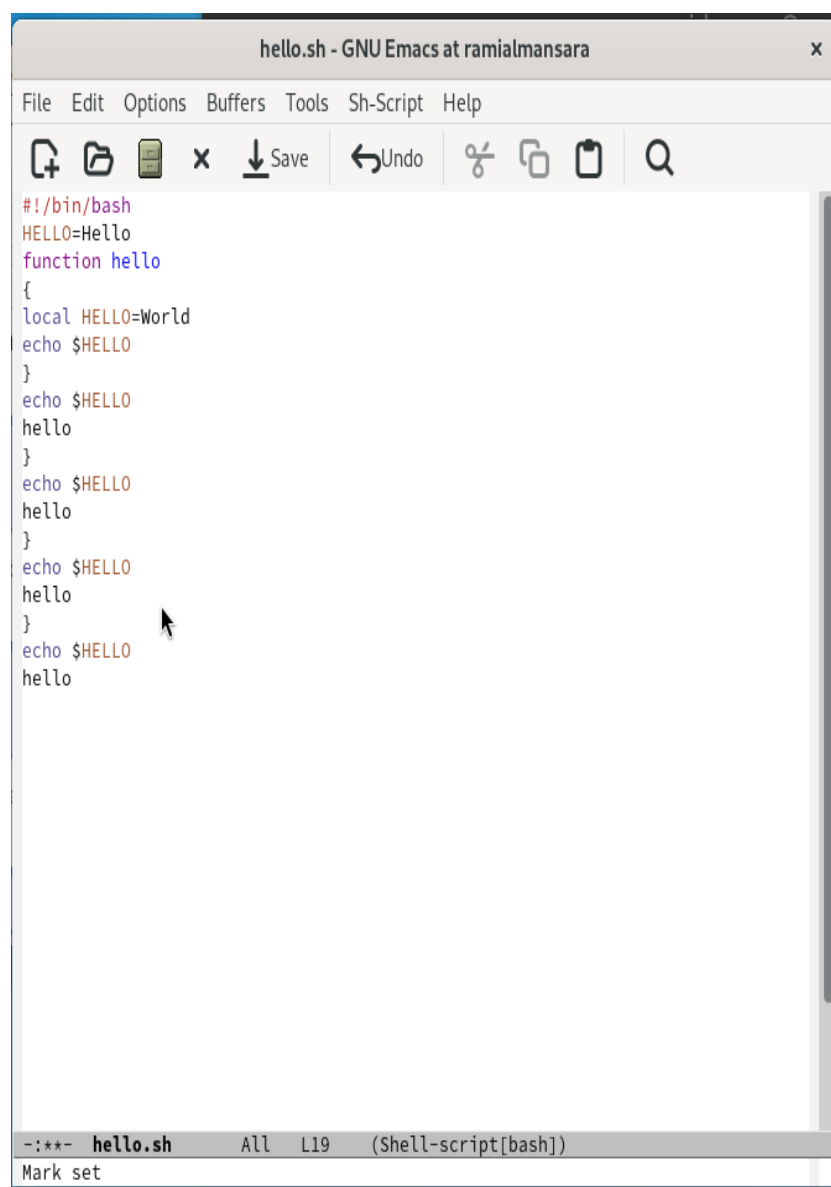 hello.sh - GNU Emacs at ramialmansara
File Edit Options Buffers Tools Sh-Script Help
Save Undo
#!/bin/bash
HELLO=Hello
function hello
{
local HELLO=World
echo $HELLO
}
echo $HELLO
hello
}
echo $HELLO
hello
}
echo $HELLO
hello
}
echo $HELLO
hello
-:**- hello.sh All L19 (Shell-script[bash])
Mark set